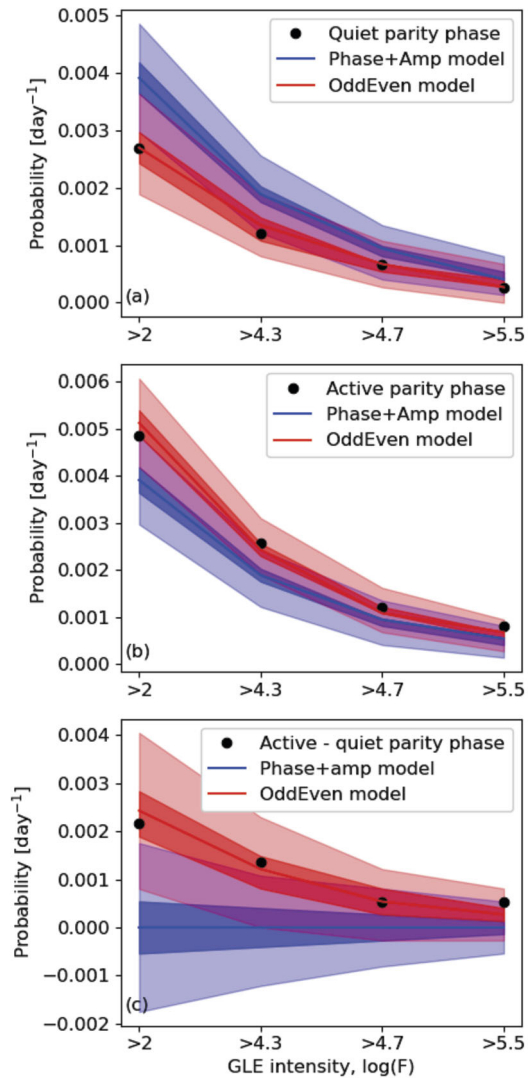 0.005
0.004
0.003
0.002
0.001
0.000
Probability [day⁻¹]
Quiet parity phase
Phase+Amp model
OddEven model
(a)
>2 >4.3 >4.7 >5.5
0.006
0.005
0.004
0.003
0.002
0.001
0.000
Probability [day⁻¹]
Active parity phase
Phase+Amp model
OddEven model
(b)
>2 >4.3 >4.7 >5.5
0.004
0.003
0.002
0.001
0.000
−0.001
−0.002
Probability [day⁻¹]
Active - quiet parity phase
Phase+amp model
OddEven model
(c)
>2 >4.3 >4.7 >5.5
GLE intensity, log(F)